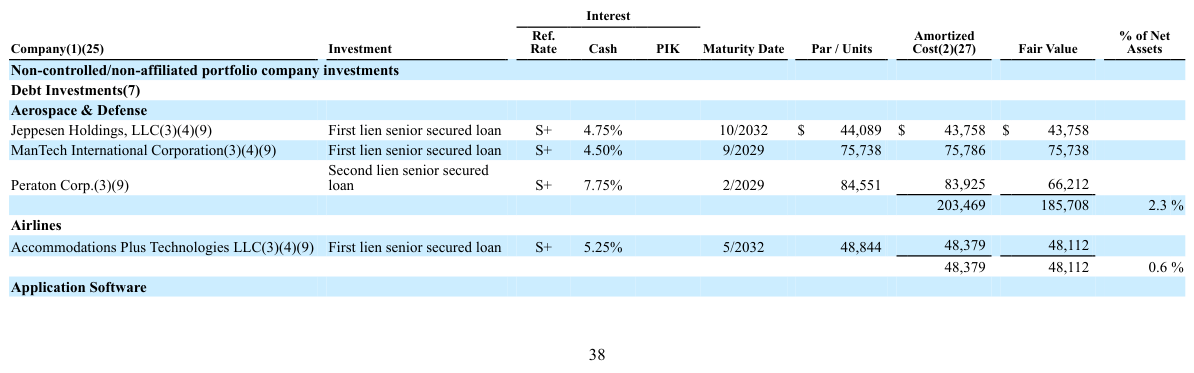 Interest
Company(1)(25) Investment Ref. Rate Cash PIK Maturity Date Par / Units Amortized Cost(2)(27) Fair Value % of Net Assets
Non-controlled/non-affiliated portfolio company investments
Debt Investments(7)
Aerospace & Defense
Jeppesen Holdings, LLC(3)(4)(9) First lien senior secured loan S+ 4.75% 10/2032 $ 44,089 $ 43,758 $ 43,758
ManTech International Corporation(3)(4)(9) First lien senior secured loan S+ 4.50% 9/2029 75,738 75,786 75,738
Peraton Corp.(3)(9) Second lien senior secured loan S+ 7.75% 2/2029 84,551 83,925 66,212
203,469 185,708 2.3 %
Airlines
Accommodations Plus Technologies LLC(3)(4)(9) First lien senior secured loan S+ 5.25% 5/2032 48,844 48,379 48,112
48,379 48,112 0.6 %
Application Software
38